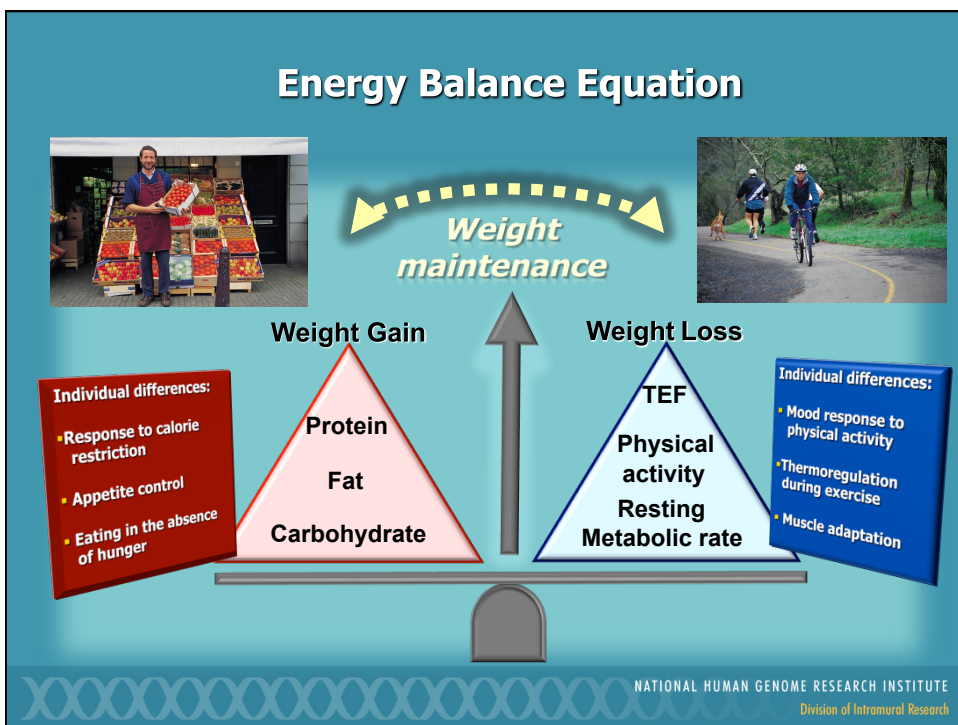 Energy Balance Equation
Weight
maintenance
Weight Gain
Weight Loss
Individual differences:
▪Response to calorie
restriction
▪ Appetite control
▪ Eating in the absence
of hunger
Protein
Fat
Carbohydrate
TEF
Physical
activity
Resting
Metabolic rate
Individual differences:
▪ Mood response to
physical activity
▪Thermoregulation
during exercise
▪ Muscle adaptation
NATIONAL HUMAN GENOME RESEARCH INSTITUTE
Division of Intramural Research